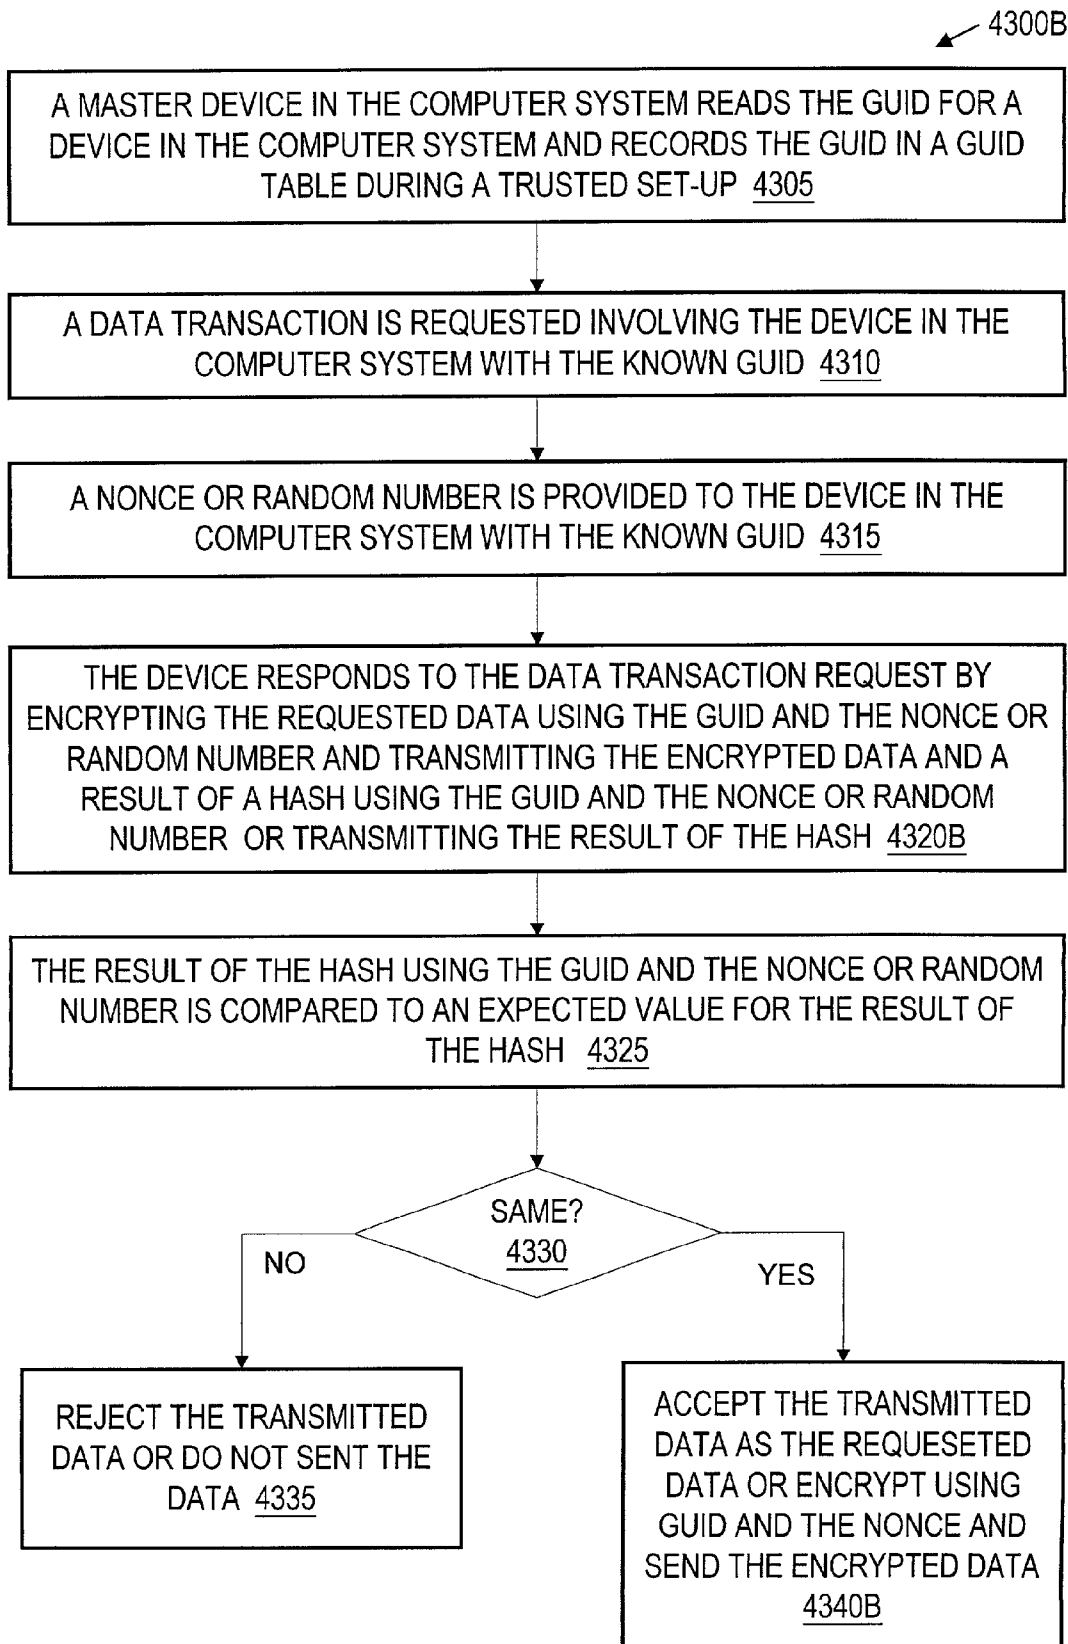 4300B
A MASTER DEVICE IN THE COMPUTER SYSTEM READS THE GUID FOR A
DEVICE IN THE COMPUTER SYSTEM AND RECORDS THE GUID IN A GUID
TABLE DURING A TRUSTED SET-UP 4305
A DATA TRANSACTION IS REQUESTED INVOLVING THE DEVICE IN THE
COMPUTER SYSTEM WITH THE KNOWN GUID 4310
A NONCE OR RANDOM NUMBER IS PROVIDED TO THE DEVICE IN THE
COMPUTER SYSTEM WITH THE KNOWN GUID 4315
THE DEVICE RESPONDS TO THE DATA TRANSACTION REQUEST BY
ENCRYPTING THE REQUESTED DATA USING THE GUID AND THE NONCE OR
RANDOM NUMBER AND TRANSMITTING THE ENCRYPTED DATA AND A
RESULT OF A HASH USING THE GUID AND THE NONCE OR RANDOM
NUMBER OR TRANSMITTING THE RESULT OF THE HASH 4320B
THE RESULT OF THE HASH USING THE GUID AND THE NONCE OR RANDOM
NUMBER IS COMPARED TO AN EXPECTED VALUE FOR THE RESULT OF
THE HASH 4325
SAME?
4330
NO
YES
REJECT THE TRANSMITTED
DATA OR DO NOT SENT THE
DATA 4335
ACCEPT THE TRANSMITTED
DATA AS THE REQUESETED
DATA OR ENCRYPT USING
GUID AND THE NONCE AND
SEND THE ENCRYPTED DATA
4340B